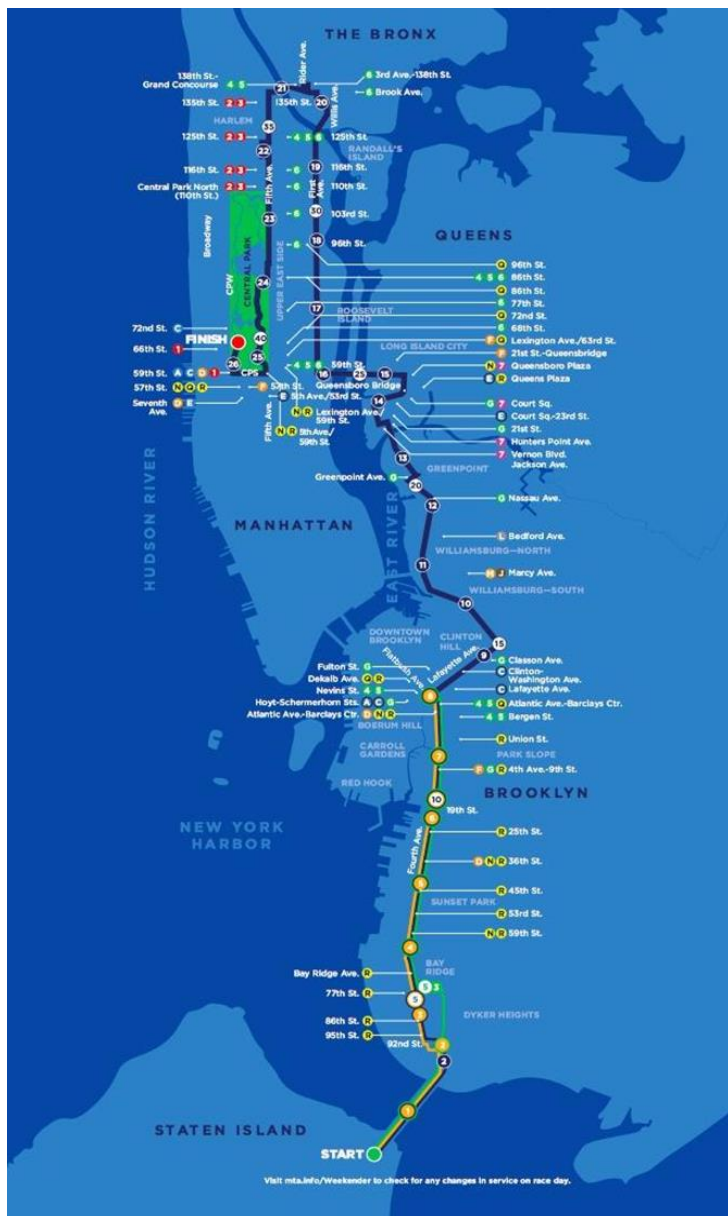 THE BRONX
138th St.-
Grand Concourse 4 5
Rider Ave.
6 3rd Ave.-138th St.
6 Brook Ave.
21
135th St. 2 3
135th St.
20
Willis Ave.
HARLEM
35
125th St. 2 3
4 5 6 125th St.
22
RANDALL'S
ISLAND
116th St. 2 3
Fifth Ave.
6
19
First Ave.
116th St.
Central Park North 2 3
(110th St.)
6 110th St.
Broadway
23
6
30
103rd St.
QUEENS
18
6 96th St.
CENTRAL PARK
UPPER EAST SIDE
Q 96th St.
4 5 6 86th St.
CPW
24
Q 86th St.
6 77th St.
17
ROOSEVELT
ISLAND
Q 72nd St.
72nd St. C
6 68th St.
FINISH
40
LONG ISLAND CITY
F Q Lexington Ave./63rd St.
66th St. 1
25
F 21st St.-Queensbridge
26
4 5 6 59th St.
N 7 Queensboro Plaza
59th St. A C D 1
CPS
16
25
15
E R Queens Plaza
57th St. N Q R
F 57th St.
Queensboro Bridge
Seventh
Ave. D E
E 5th Ave./53rd St.
14
G 7 Court Sq.
Fifth Ave.
N R Lexington Ave./
59th St.
E Court Sq.-23rd St.
N R 5th Ave./
59th St.
G 21st St.
7 Hunters Point Ave.
13
7 Vernon Blvd.
Jackson Ave.
GREENPOINT
Greenpoint Ave. G
20
12
G Nassau Ave.
HUDSON RIVER
MANHATTAN
EAST RIVER
L Bedford Ave.
WILLIAMSBURG—NORTH
11
M J Marcy Ave.
WILLIAMSBURG—SOUTH
10
DOWNTOWN
BROOKLYN
CLINTON
HILL
15
Flatbush Ave.
Lafayette Ave.
9
G Classon Ave.
Fulton St. G
C Clinton-
Washington Ave.
Dekalb Ave. Q R
Nevins St. 4 5
C Lafayette Ave.
Hoyt-Schermerhorn Sts. A C G
8
4 5 Q Atlantic Ave.-Barclays Ctr.
Atlantic Ave.-Barclays Ctr. D N R
4 5 Bergen St.
BOERUM HILL
R Union St.
CARROLL
GARDENS
7
PARK SLOPE
F G R 4th Ave.-9th St.
RED HOOK
BROOKLYN
10
19th St.
6
NEW YORK
HARBOR
Fourth Ave.
R 25th St.
D N R 36th St.
5
R 45th St.
SUNSET PARK
R 53rd St.
N R 59th St.
4
BAY
RIDGE
Bay Ridge Ave. R
5 3
77th St. R
5
3
DYKER HEIGHTS
86th St. R
95th St. R
92nd St.
2
2
1
STATEN ISLAND
START
Visit mta.info/Weekender to check for any changes in service on race day.